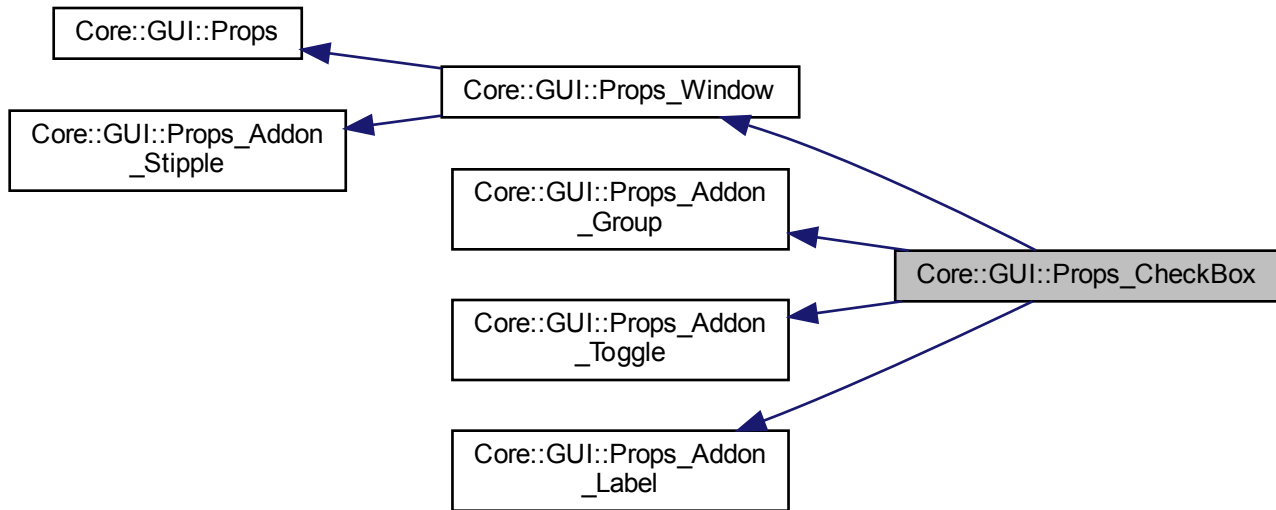 Core::GUI::Props
Core::GUI::Props_Window
Core::GUI::Props_Addon
_Stipple
Core::GUI::Props_Addon
_Group
Core::GUI::Props_CheckBox
Core::GUI::Props_Addon
_Toggle
Core::GUI::Props_Addon
_Label